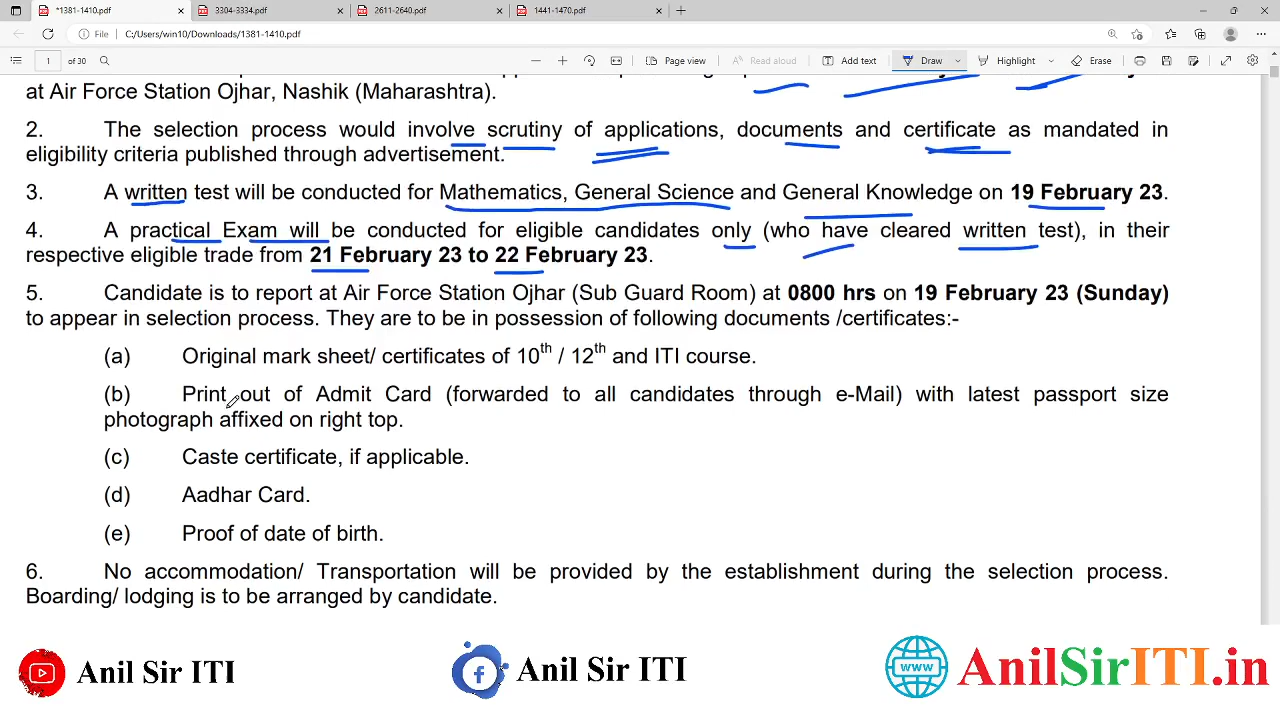 *1381-1410.pdf
3304-3334.pdf
2611-2640.pdf
1441-1470.pdf
File C:/Users/win10/Downloads/1381-1410.pdf
1 of 30 Page view Read aloud Add text Draw Highlight Erase
at Air Force Station Ojhar, Nashik (Maharashtra).
2. The selection process would involve scrutiny of applications, documents and certificate as mandated in
eligibility criteria published through advertisement.
3. A written test will be conducted for Mathematics, General Science and General Knowledge on 19 February 23.
4. A practical Exam will be conducted for eligible candidates only (who have cleared written test), in their
respective eligible trade from 21 February 23 to 22 February 23.
5. Candidate is to report at Air Force Station Ojhar (Sub Guard Room) at 0800 hrs on 19 February 23 (Sunday)
to appear in selection process. They are to be in possession of following documents /certificates:-
(a) Original mark sheet/ certificates of 10th / 12th and ITI course.
(b) Print out of Admit Card (forwarded to all candidates through e-Mail) with latest passport size
photograph affixed on right top.
(c) Caste certificate, if applicable.
(d) Aadhar Card.
(e) Proof of date of birth.
6. No accommodation/ Transportation will be provided by the establishment during the selection process.
Boarding/ lodging is to be arranged by candidate.
Anil Sir ITI
Anil Sir ITI
www AnilSirITI.in